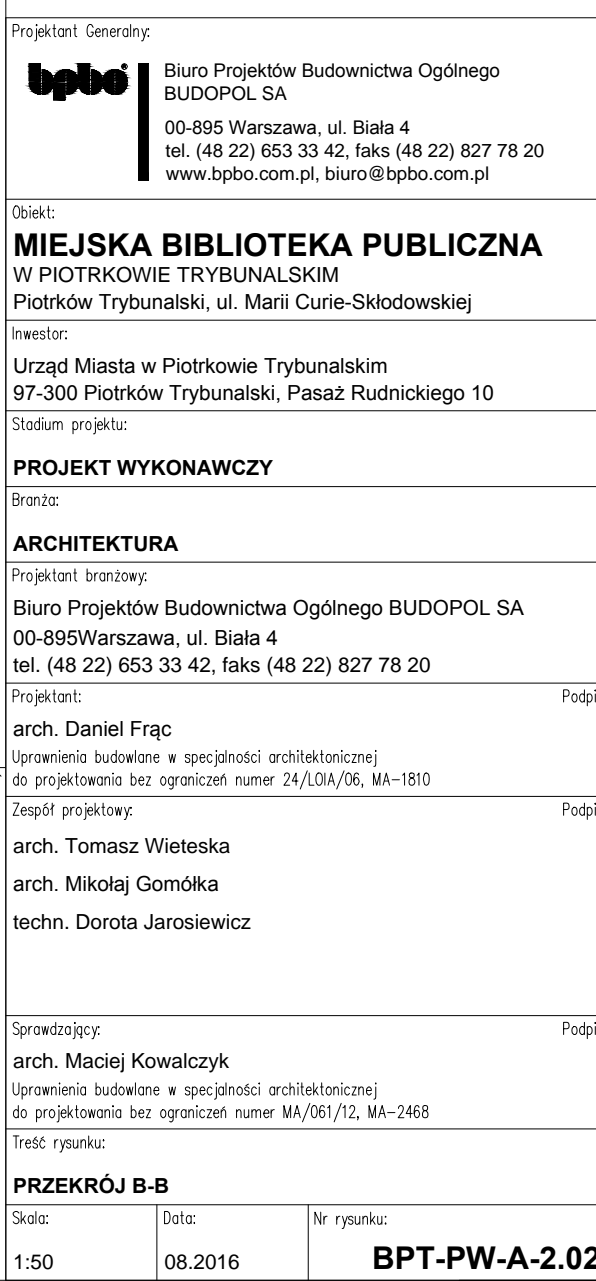 Projektant Generalny:
bpbo®
Biuro Projektów Budownictwa Ogólnego
BUDOPOL SA
00-895 Warszawa, ul. Biała 4
tel. (48 22) 653 33 42, faks (48 22) 827 78 20
www.bpbo.com.pl, biuro@bpbo.com.pl
Obiekt:
MIEJSKA BIBLIOTEKA PUBLICZNA
W PIOTRKOWIE TRYBUNALSKIM
Piotrków Trybunalski, ul. Marii Curie-Skłodowskiej
Inwestor:
Urząd Miasta w Piotrkowie Trybunalskim
97-300 Piotrków Trybunalski, Pasaż Rudnickiego 10
Stadium projektu:
PROJEKT WYKONAWCZY
Branża:
ARCHITEKTURA
Projektant branżowy:
Biuro Projektów Budownictwa Ogólnego BUDOPOL SA
00-895Warszawa, ul. Biała 4
tel. (48 22) 653 33 42, faks (48 22) 827 78 20
Projektant: Podpi
arch. Daniel Frąc
Uprawnienia budowlane w specjalności architektonicznej
do projektowania bez ograniczeń numer 24/LOIA/06, MA-1810
Zespół projektowy: Podpi
arch. Tomasz Wieteska
arch. Mikołaj Gomółka
techn. Dorota Jarosiewicz
Sprawdzający: Podpi
arch. Maciej Kowalczyk
Uprawnienia budowlane w specjalności architektonicznej
do projektowania bez ograniczeń numer MA/061/12, MA-2468
Treść rysunku:
PRZEKRÓJ B-B
Skala: Data: Nr rysunku:
1:50 08.2016 BPT-PW-A-2.02